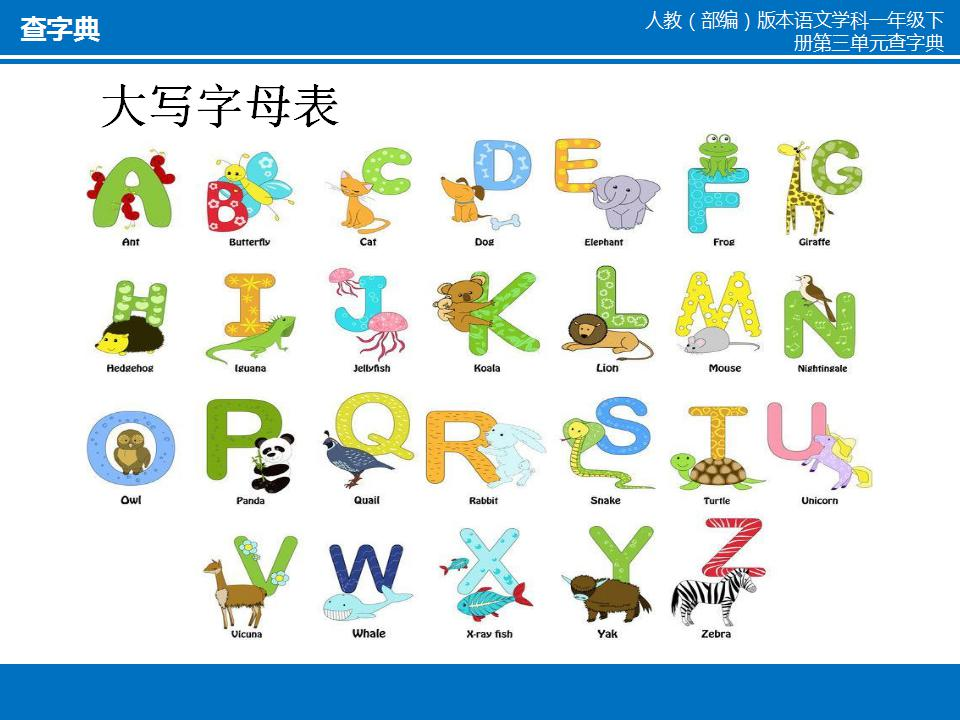 查字典
人教（部编）版本语文学科一年级下
册第三单元查字典
大写字母表
A B C D E F G
Ant Butterfly Cat Dog Elephant Frog Giraffe
H I J K L M N
Hedgehog Iguana Jellyfish Koala Lion Mouse Nightingale
O P Q R S T U
Owl Panda Quail Rabbit Snake Turtle Unicorn
V W X Y Z
Vicuna Whale X-ray fish Yak Zebra